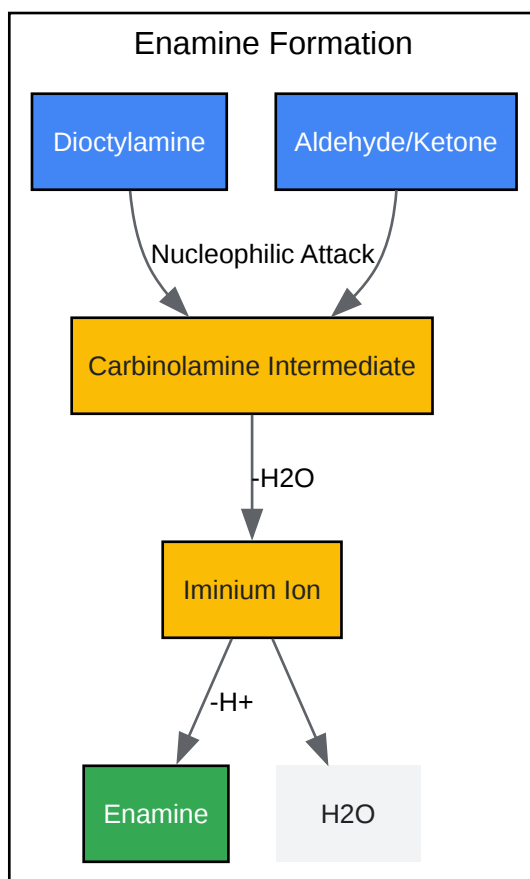 Enamine Formation
Dioctylamine
Aldehyde/Ketone
Nucleophilic Attack
Carbinolamine Intermediate
-H2O
Iminium Ion
-H+
Enamine
H2O